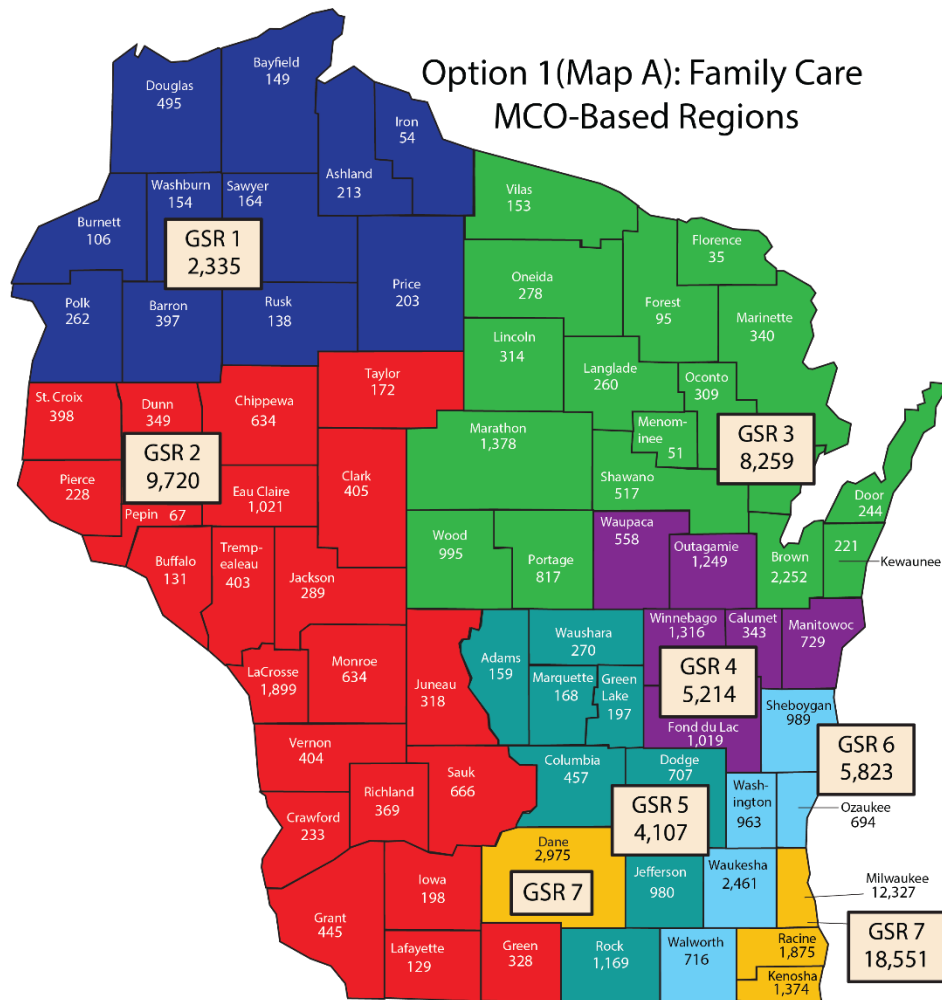 Option 1(Map A): Family Care
MCO-Based Regions
Douglas
495
Bayfield
149
Iron
54
Ashland
213
Washburn
154
Sawyer
164
Burnett
106
GSR 1
2,335
Polk
262
Barron
397
Rusk
138
Price
203
Vilas
153
Florence
35
Oneida
278
Forest
95
Marinette
340
Lincoln
314
Langlade
260
Oconto
309
Menom-
inee
51
Marathon
1,378
GSR 3
8,259
Shawano
517
Door
244
Wood
995
Portage
817
Brown
2,252
221
Kewaunee
Taylor
172
St. Croix
398
Dunn
349
Chippewa
634
GSR 2
9,720
Pierce
228
Pepin 67
Eau Claire
1,021
Clark
405
Buffalo
131
Tremp-
ealeau
403
Jackson
289
LaCrosse
1,899
Monroe
634
Juneau
318
Vernon
404
Richland
369
Sauk
666
Crawford
233
Iowa
198
Grant
445
Lafayette
129
Green
328
Waupaca
558
Outagamie
1,249
Winnebago
1,316
Calumet
343
Manitowoc
729
GSR 4
5,214
Fond du Lac
1,019
Adams
159
Waushara
270
Marquette
168
Green
Lake
197
Columbia
457
Dodge
707
GSR 5
4,107
Jefferson
980
Rock
1,169
Sheboygan
989
GSR 6
5,823
Wash-
ington
963
Ozaukee
694
Waukesha
2,461
Walworth
716
Dane
2,975
GSR 7
Milwaukee
12,327
GSR 7
18,551
Racine
1,875
Kenosha
1,374